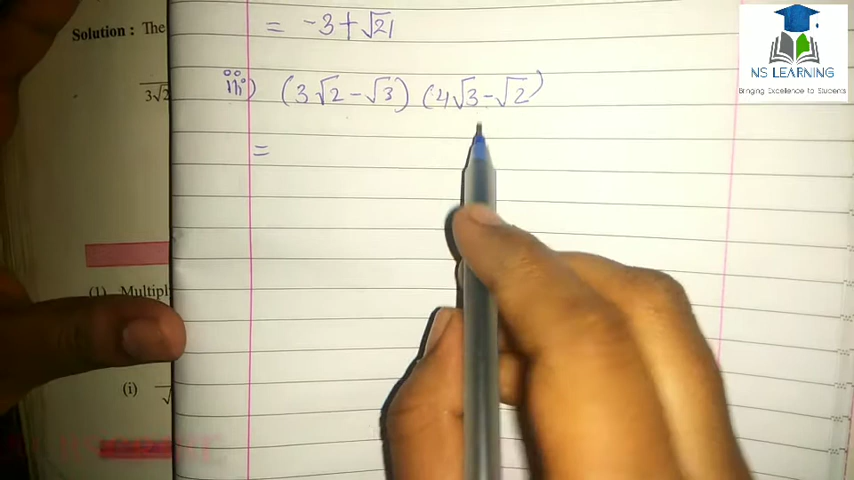 Solution : The
= -3 + √21
3√2
iii) (3√2 - √3) (4√3 - √2)
=
(1) Multipl
(i)
NS LEARNING
Bringing Excellence to Students